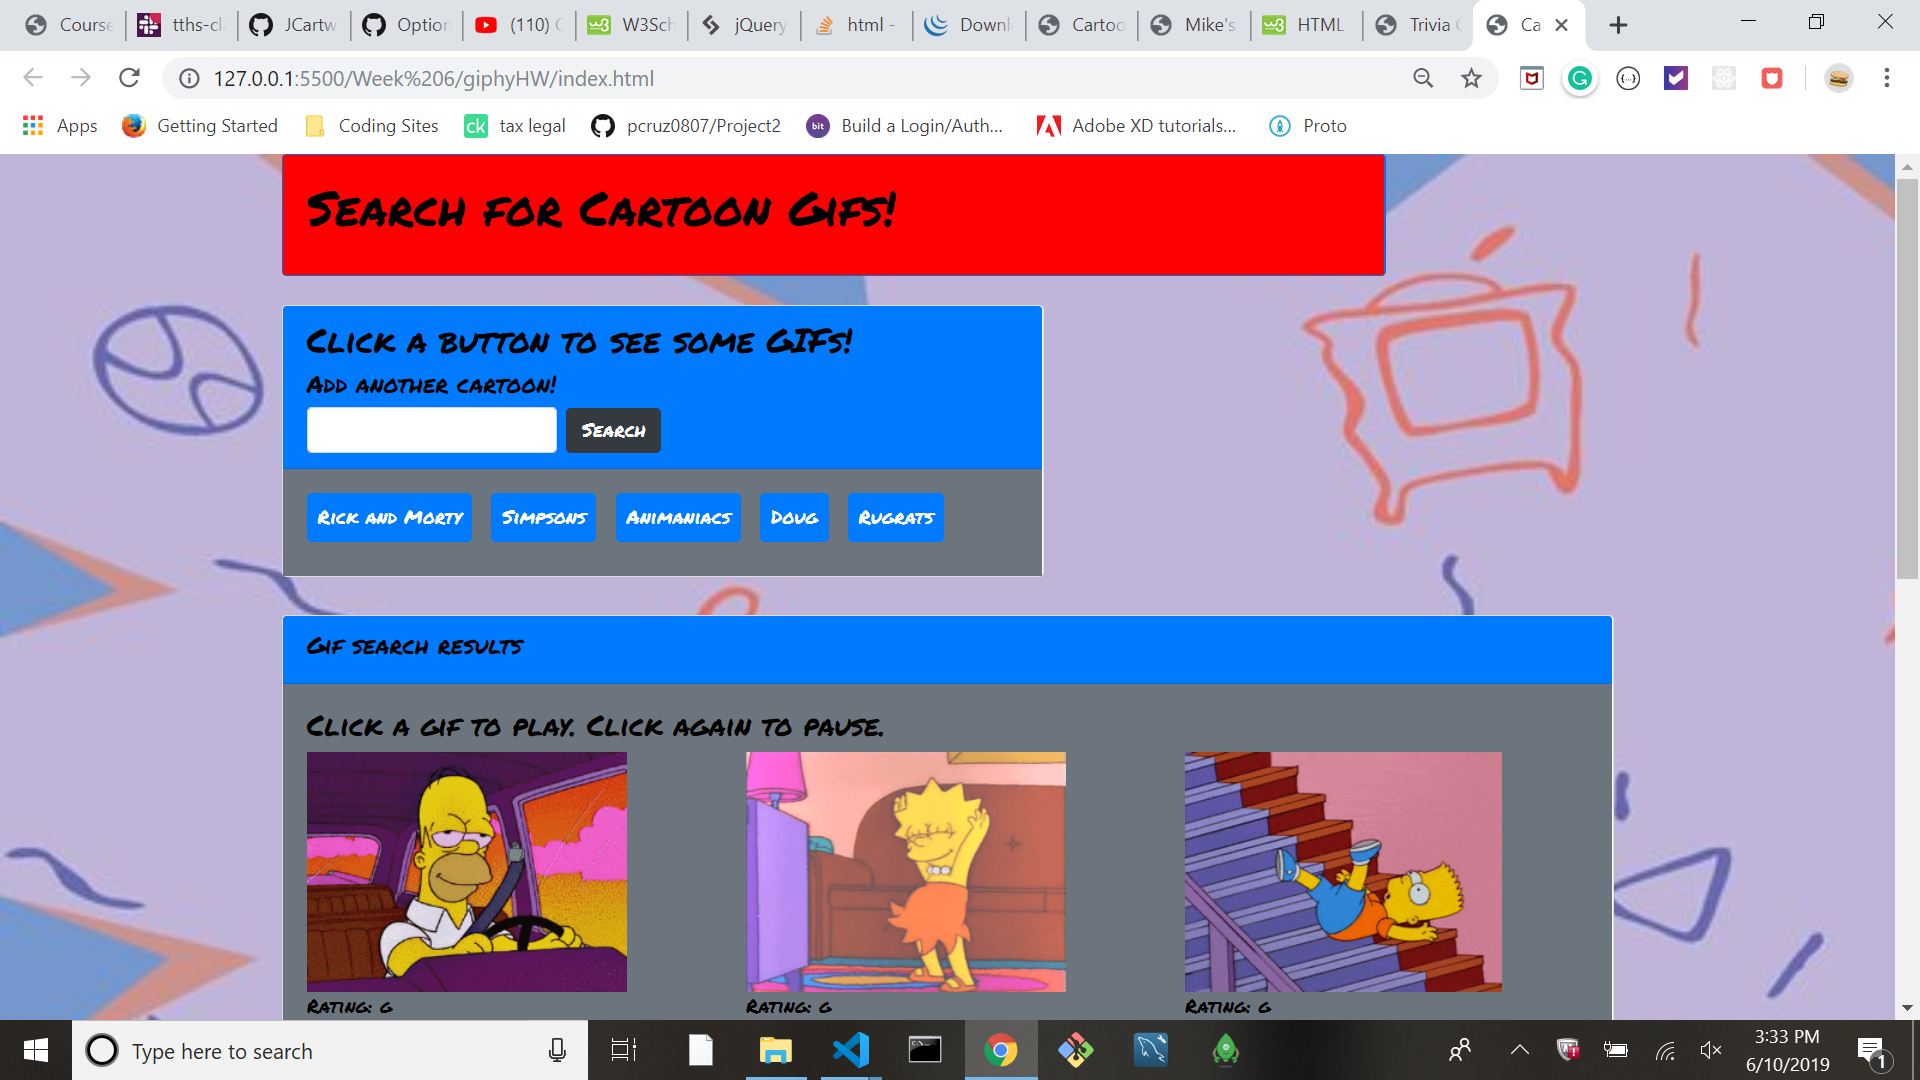 Course
tths-cla
JCartw
Option
(110) C
W3Sch
jQuery
html -
Downl
Cartoo
Mike's
HTML
Trivia
Ca
127.0.0.1:5500/Week%206/giphyHW/index.html
Apps
Getting Started
Coding Sites
ck tax legal
pcruz0807/Project2
bit Build a Login/Auth...
Adobe XD tutorials...
Proto
Search for Cartoon Gifs!
Click a button to see some GIFs!
Add another cartoon!
Search
Rick and Morty Simpsons Animaniacs Doug Rugrats
Gif search results
Click a gif to play. Click again to pause.
Rating: g Rating: g Rating: g
Type here to search
3:33 PM
6/10/2019
1